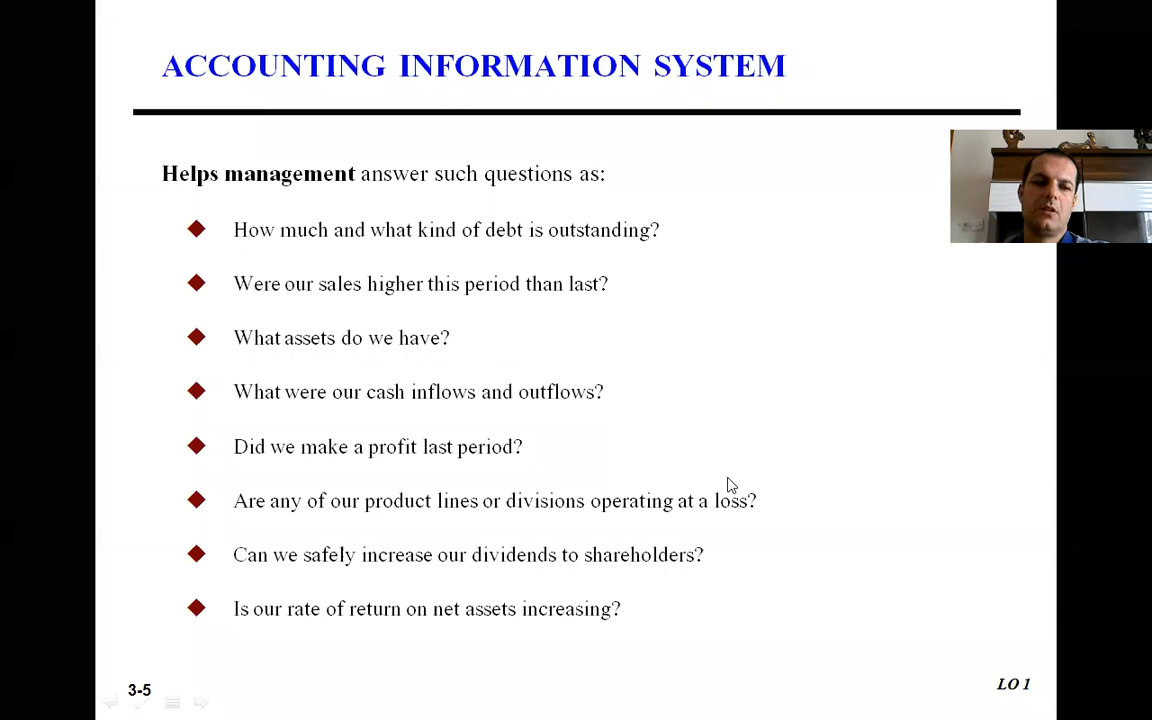 ACCOUNTING INFORMATION SYSTEM
Helps management answer such questions as:
How much and what kind of debt is outstanding?
Were our sales higher this period than last?
What assets do we have?
What were our cash inflows and outflows?
Did we make a profit last period?
Are any of our product lines or divisions operating at a loss?
Can we safely increase our dividends to shareholders?
Is our rate of return on net assets increasing?
3-5
LO 1